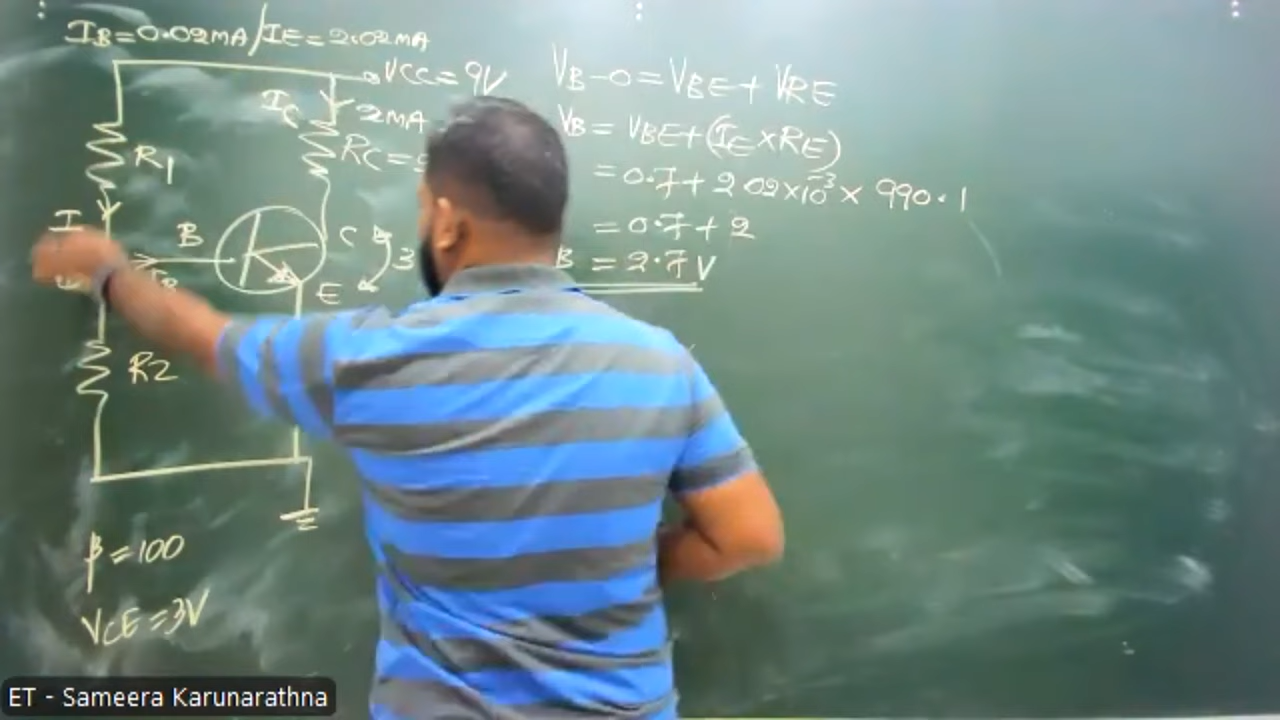 IB=0.02MA/IE=2.02MA
VCC=9V
IC
2MA
R1
RC=
I
B
C
3
IB
E
R2
β=100
VCE=3V
VB-0=VBE+VRE
VB=VBE+(IE×RE)
=0.7+2.02×10⁻³×990.1
=0.7+2
B=2.7V
ET - Sameera Karunarathna